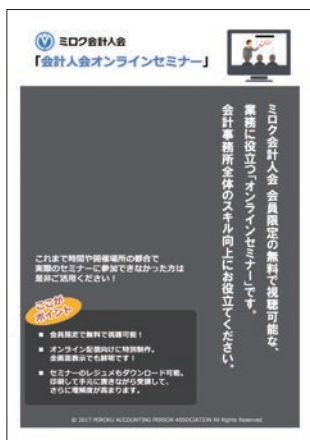 ミロク会計人会
「会計人会オンラインセミナー」
ミロク会計人会 会員限定の無料で視聴可能な、
業務に役立つ「オンラインセミナー」です。
会計事務所全体のスキル向上にお役立てください。
これまで時間や開催場所の都合で
実際のセミナーに参加できなかった方は
是非ご活用ください！
ここが
ポイント
■ 会員限定で無料で視聴可能！
■ オンライン配信向けに特別制作。
全画面表示でも鮮明です！
■ セミナーのレジュメもダウンロード可能。
印刷して手元に置きながら受講して、
さらに理解度が高まります。
© 2017 MIROKU ACCOUNTING PERSON ASSOCIATION All Rights Reserved.